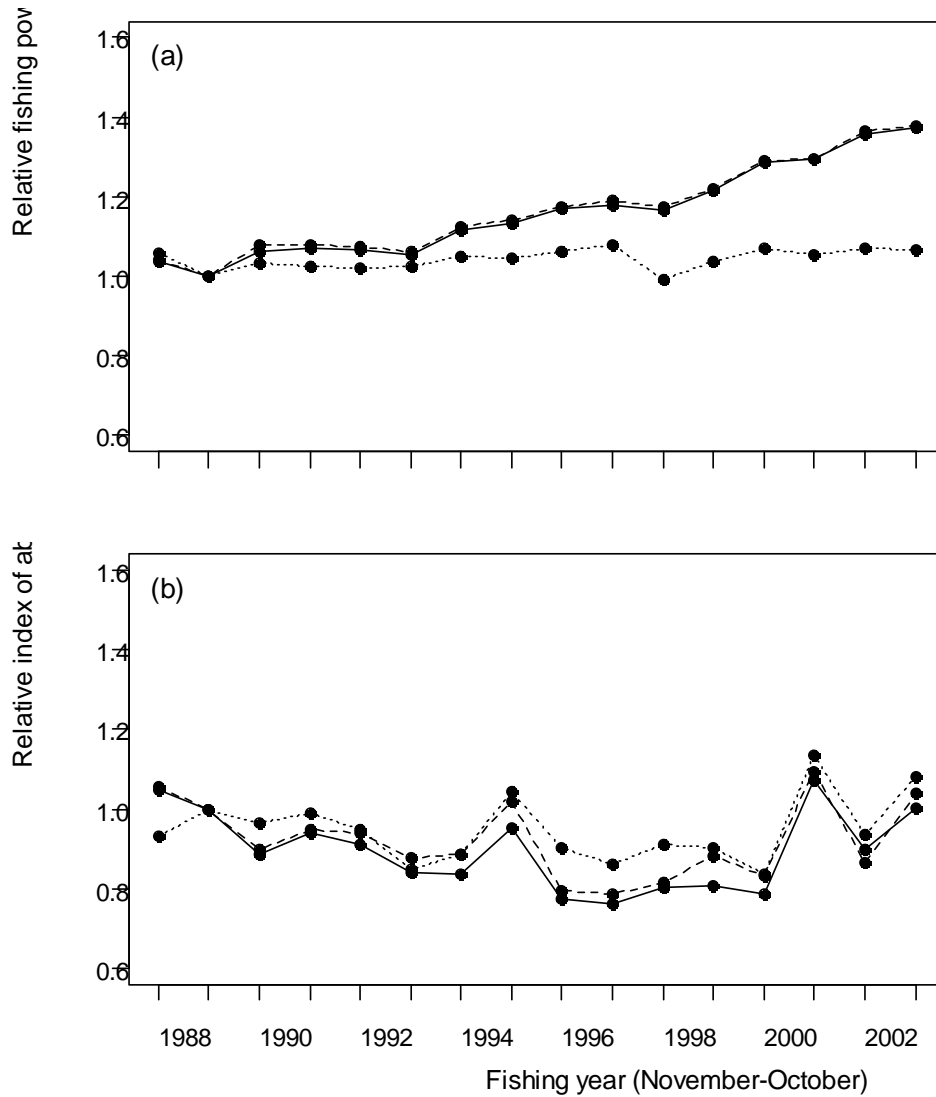 Relative fishing pow
(a)
1.6
1.4
1.2
1.0
0.8
0.6
Relative index of
(b)
1.6
1.4
1.2
1.0
0.8
0.6
1988 1990 1992 1994 1996 1998 2000 2002
Fishing year (November-October)